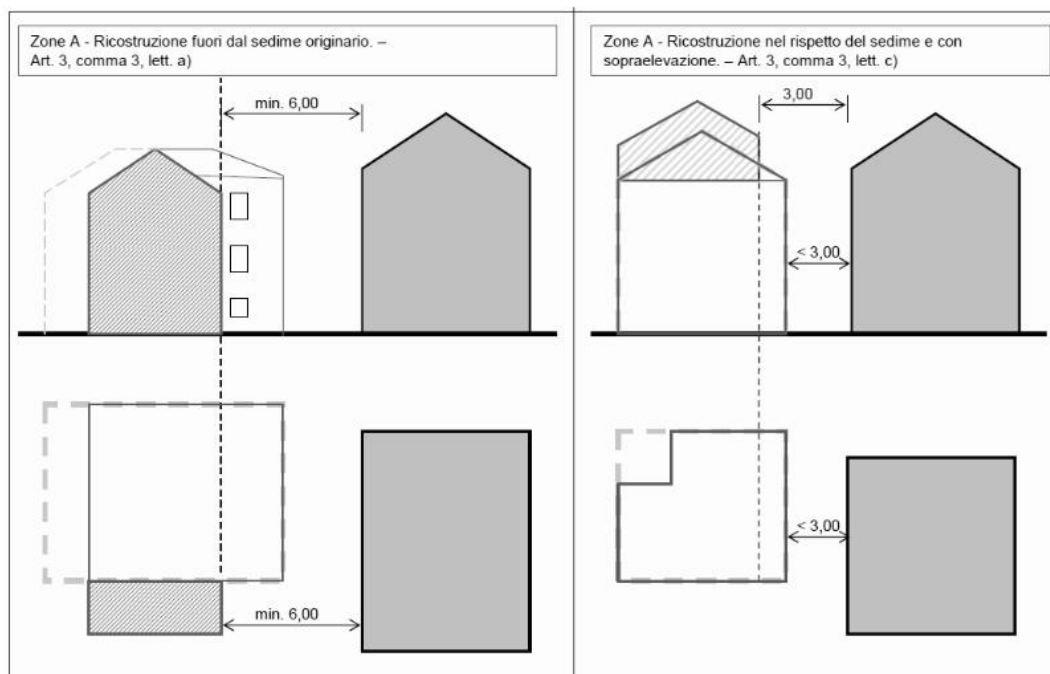 Zone A - Ricostruzione fuori dal sedime originario. –
Art. 3, comma 3, lett. a)
min. 6,00
min. 6,00
Zone A - Ricostruzione nel rispetto del sedime e con
sopraelevazione. – Art. 3, comma 3, lett. c)
3,00
< 3,00
< 3,00